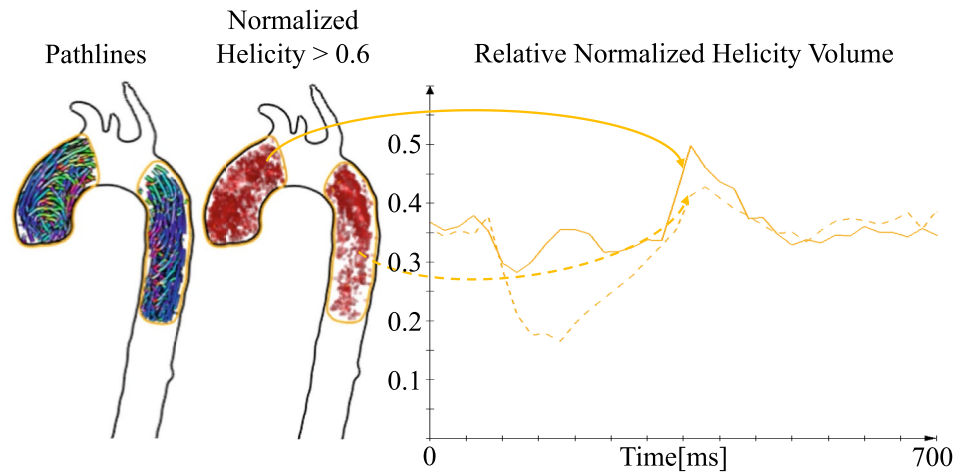 Pathlines
Normalized
Helicity > 0.6
Relative Normalized Helicity Volume
0.5
0.4
0.3
0.2
0.1
0
Time[ms]
700